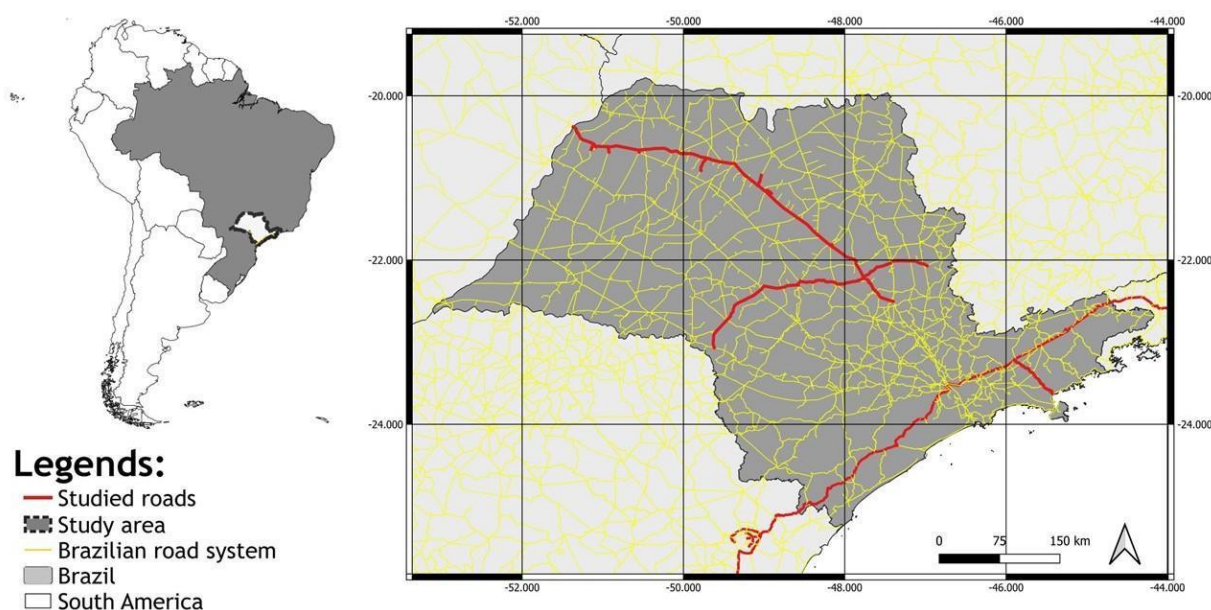 -52.000 -50.000 -48.000 -46.000 -44.000
-20.000 -20.000
-22.000 -22.000
-24.000 -24.000
Legends:
Studied roads
Study area
Brazilian road system
Brazil
South America
0 75 150 km
-52.000 -50.000 -48.000 -46.000 -44.000